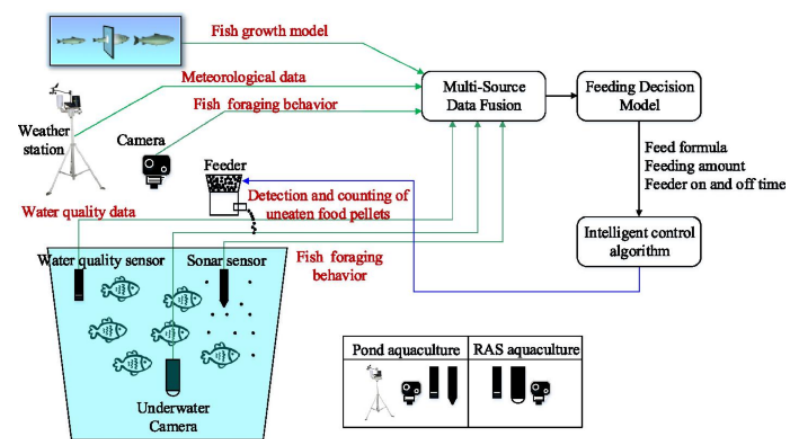 Fish growth model
Meteorological data
Fish foraging behavior
Weather
station
Camera
Multi-Source
Data Fusion
Feeding Decision
Model
Feed formula
Feeding amount
Feeder on and off time
Feeder
Detection and counting of
uneaten food pellets
Water quality data
Intelligent control
algorithm
Water quality sensor
Sonar sensor
Fish foraging
behavior
Underwater
Camera
Pond aquaculture
RAS aquaculture